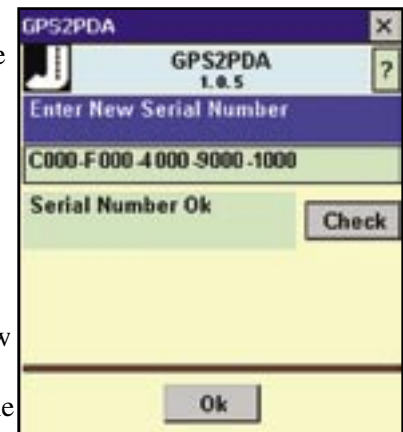 GPS2PDA
GPS2PDA
?
1.0.5
Enter New Serial Number
C000-F000-4000-9000-1000
Serial Number Ok
Check
Ok